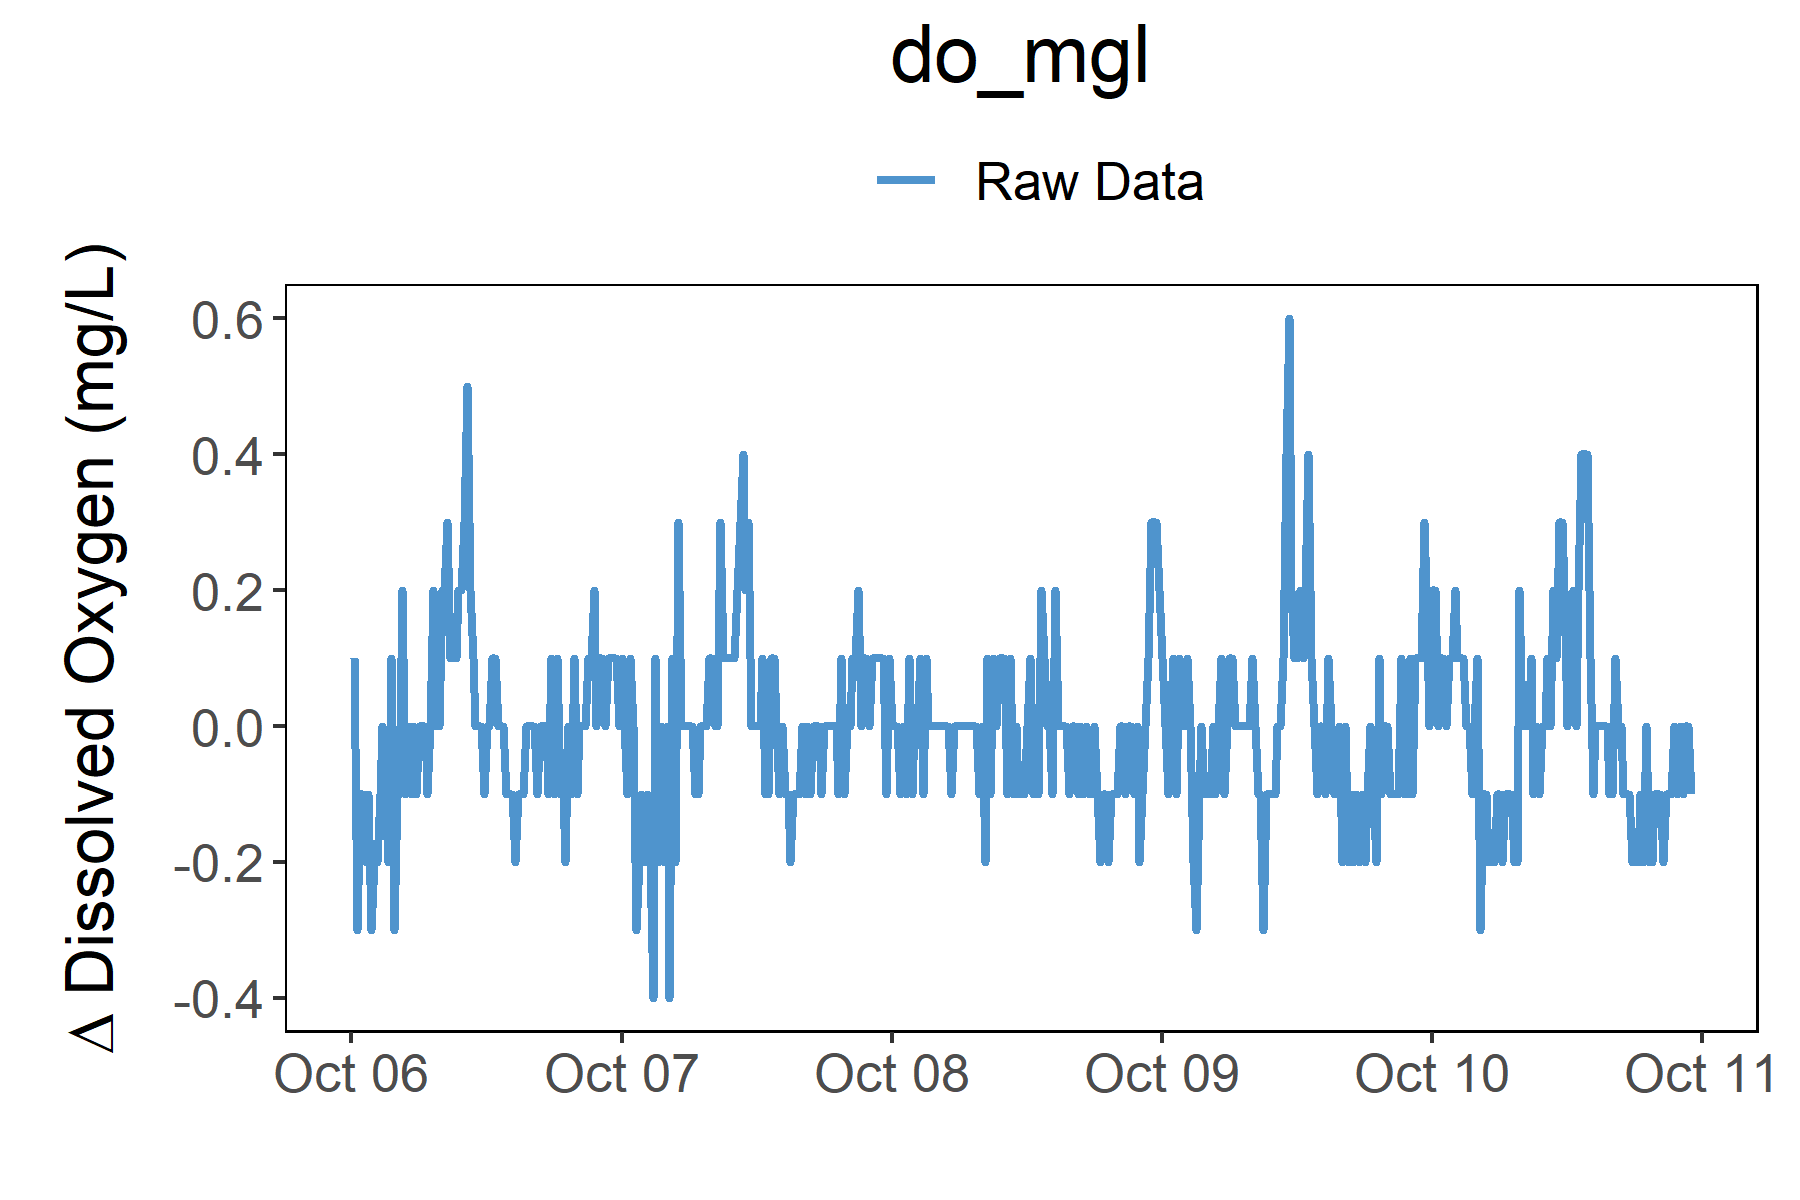 do_mgl
Raw Data
Δ Dissolved Oxygen (mg/L)
0.6
0.4
0.2
0.0
-0.2
-0.4
Oct 06 Oct 07 Oct 08 Oct 09 Oct 10 Oct 11